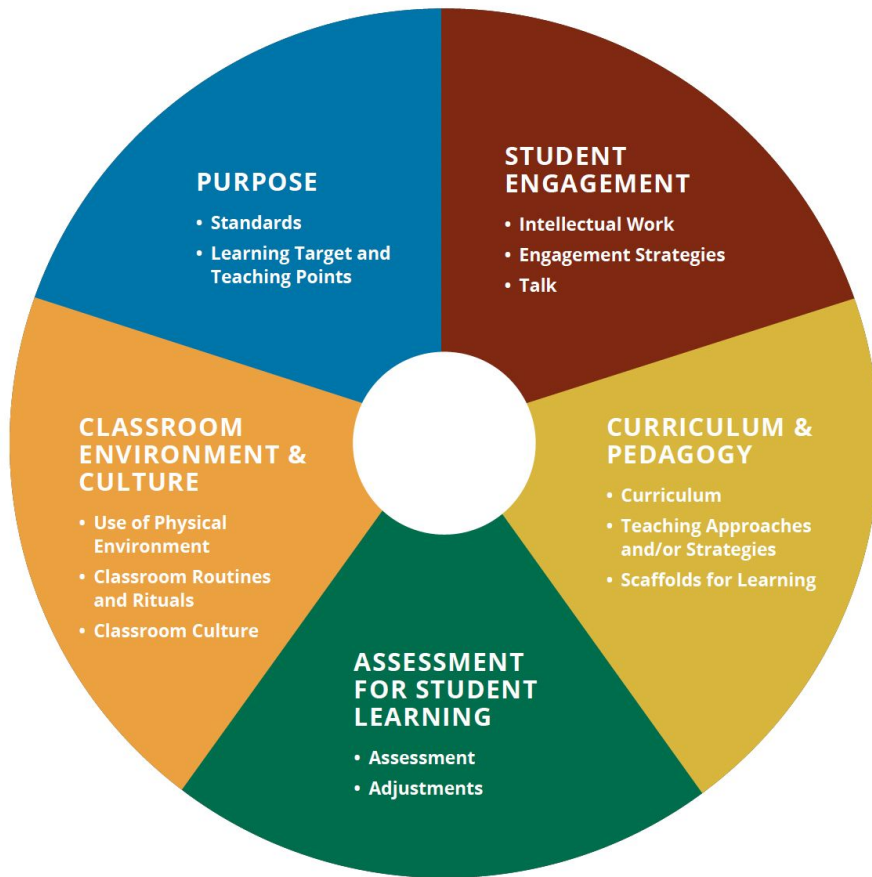 PURPOSE
• Standards
• Learning Target and
Teaching Points
STUDENT
ENGAGEMENT
• Intellectual Work
• Engagement Strategies
• Talk
CURRICULUM &
PEDAGOGY
• Curriculum
• Teaching Approaches
and/or Strategies
• Scaffolds for Learning
ASSESSMENT
FOR STUDENT
LEARNING
• Assessment
• Adjustments
CLASSROOM
ENVIRONMENT &
CULTURE
• Use of Physical
Environment
• Classroom Routines
and Rituals
• Classroom Culture